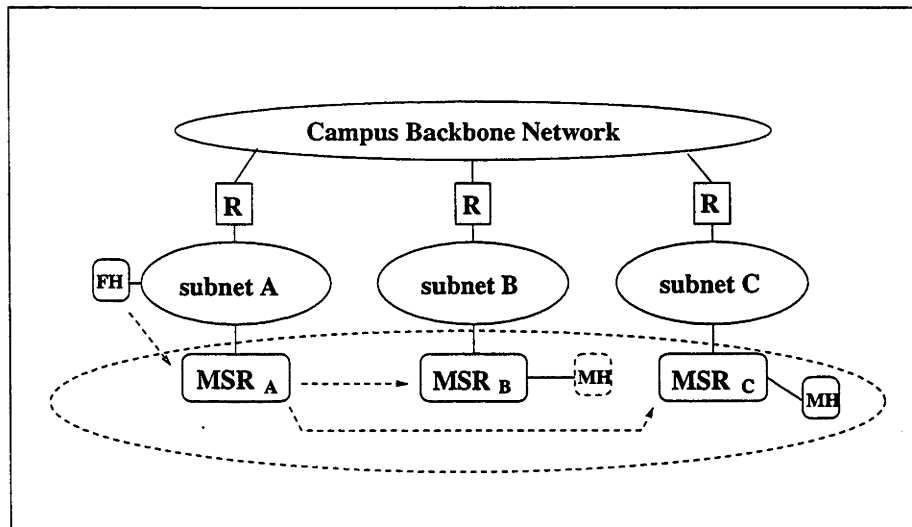 Campus Backbone Network
R R R
FH subnet A subnet B subnet C
MSR A MSR B MH MSR C MH